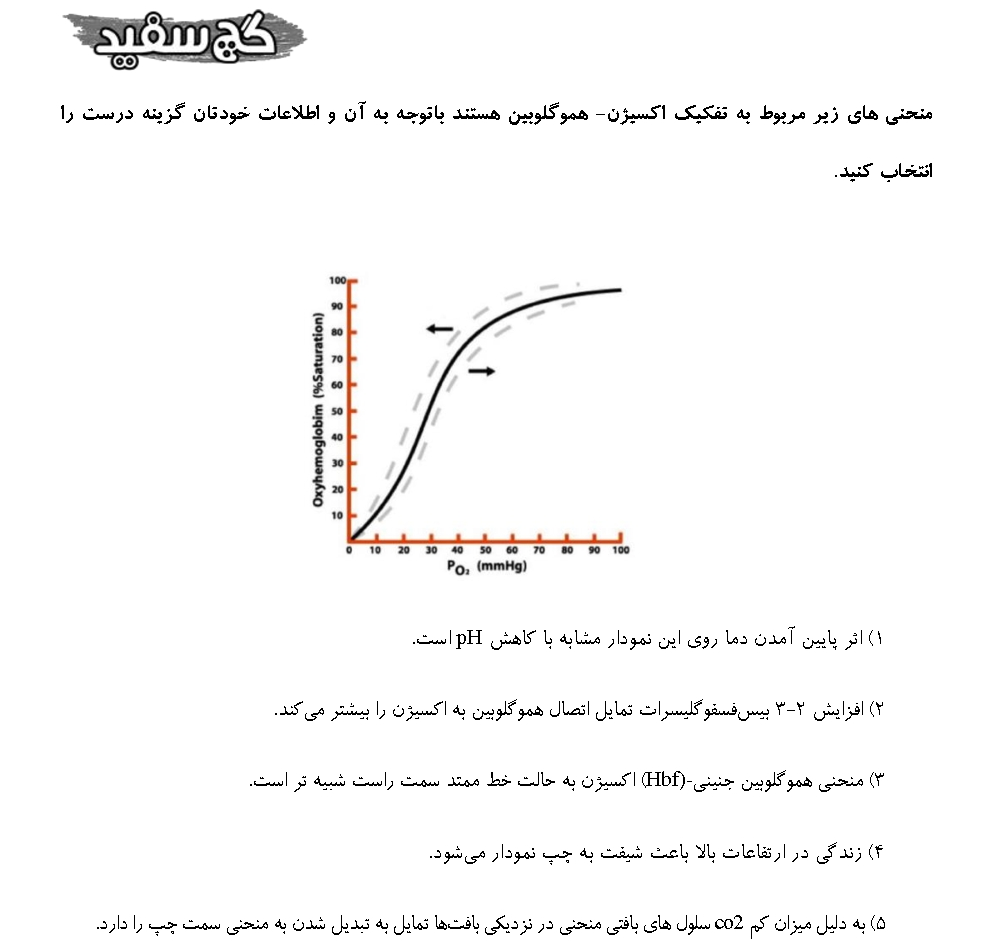 گچ سفید
منحنی های زیر مربوط به تفکیک اکسیژن- هموگلوبین هستند باتوجه به آن و اطلاعات خودتان گزینه درست را
انتخاب کنید.
100
90
80
70
60
50
40
30
20
10
Oxyhemoglobim (%Saturation)
0 10 20 30 40 50 60 70 80 90 100
PO₂ (mmHg)
۱) اثر پایین آمدن دما روی این نمودار مشابه با کاهش pH است.
۲) افزایش ۲-۳ بیس‌فسفوگلیسرات تمایل اتصال هموگلوبین به اکسیژن را بیشتر می‌کند.
۳) منحنی هموگلوبین جنینی-(Hbf) اکسیژن به حالت خط ممتد سمت راست شبیه تر است.
۴) زندگی در ارتفاعات بالا باعث شیفت به چپ نمودار می‌شود.
۵) به دلیل میزان کم co2 سلول های بافتی منحنی در نزدیکی بافت‌ها تمایل به تبدیل شدن به منحنی سمت چپ را دارد.